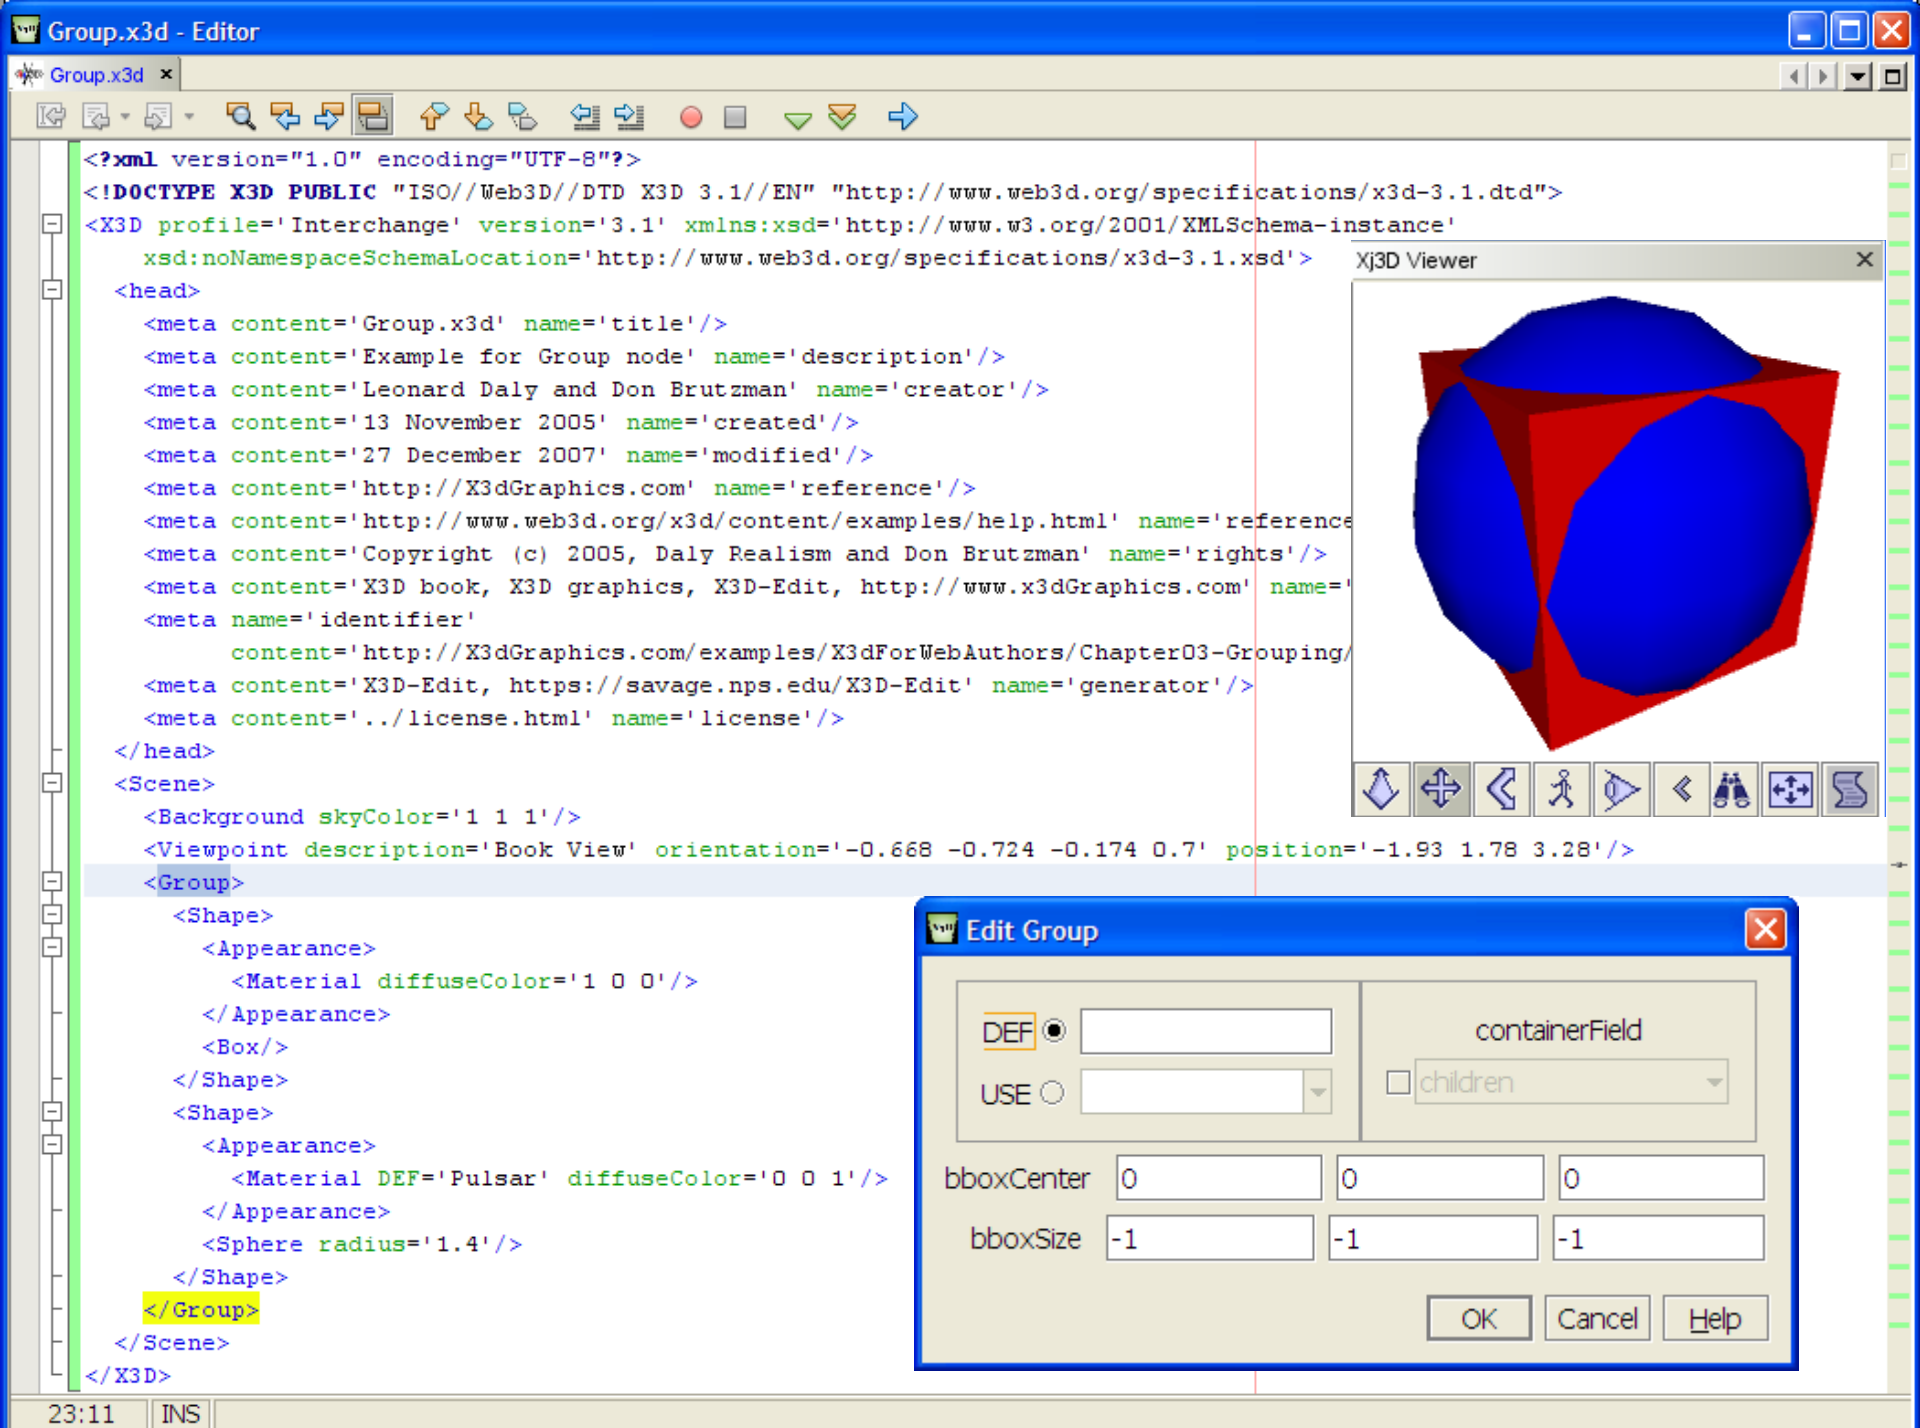 Group.x3d - Editor
Group.x3d
<?xml version="1.0" encoding="UTF-8"?>
<!DOCTYPE X3D PUBLIC "ISO//Web3D//DTD X3D 3.1//EN" "http://www.web3d.org/specifications/x3d-3.1.dtd">
<X3D profile='Interchange' version='3.1' xmlns:xsd='http://www.w3.org/2001/XMLSchema-instance'
xsd:noNamespaceSchemaLocation='http://www.web3d.org/specifications/x3d-3.1.xsd'>
<head>
<meta content='Group.x3d' name='title'/>
<meta content='Example for Group node' name='description'/>
<meta content='Leonard Daly and Don Brutzman' name='creator'/>
<meta content='13 November 2005' name='created'/>
<meta content='27 December 2007' name='modified'/>
<meta content='http://X3dGraphics.com' name='reference'/>
<meta content='http://www.web3d.org/x3d/content/examples/help.html' name='reference
<meta content='Copyright (c) 2005, Daly Realism and Don Brutzman' name='rights'/>
<meta content='X3D book, X3D graphics, X3D-Edit, http://www.x3dGraphics.com' name='
<meta name='identifier'
content='http://X3dGraphics.com/examples/X3dForWebAuthors/Chapter03-Grouping/
<meta content='X3D-Edit, https://savage.nps.edu/X3D-Edit' name='generator'/>
<meta content='../license.html' name='license'/>
</head>
<Scene>
<Background skyColor='1 1 1'/>
<Viewpoint description='Book View' orientation='-0.668 -0.724 -0.174 0.7' position='-1.93 1.78 3.28'/>
<Group>
<Shape>
<Appearance>
<Material diffuseColor='1 0 0'/>
</Appearance>
<Box/>
</Shape>
<Shape>
<Appearance>
<Material DEF='Pulsar' diffuseColor='0 0 1'/>
</Appearance>
<Sphere radius='1.4'/>
</Shape>
</Group>
</Scene>
</X3D>
Xj3D Viewer
Edit Group
DEF
USE
containerField
children
bboxCenter 0 0 0
bboxSize -1 -1 -1
OK Cancel Help
23:11 INS